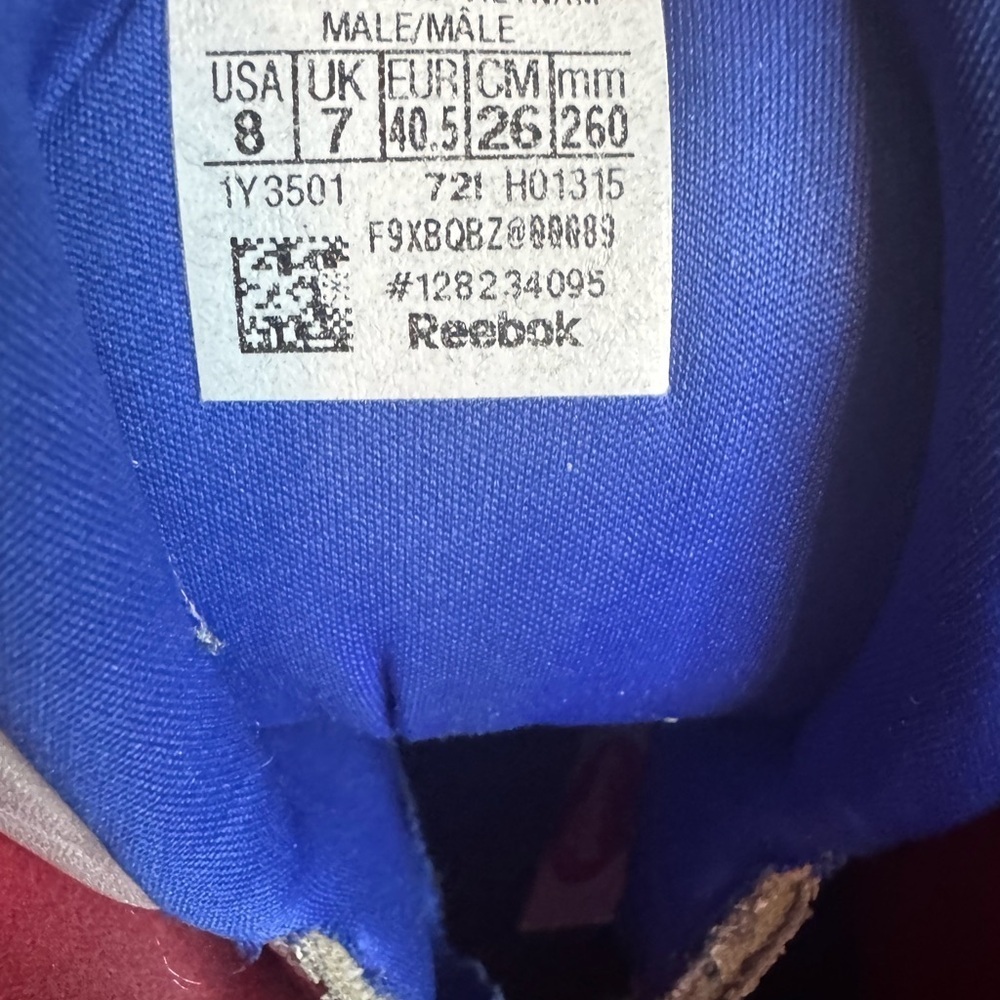 MALE/MÂLE
USA UK EUR CM mm
8 7 40.5 26 260
1Y3501 721 H01315
#128234095
Reebok